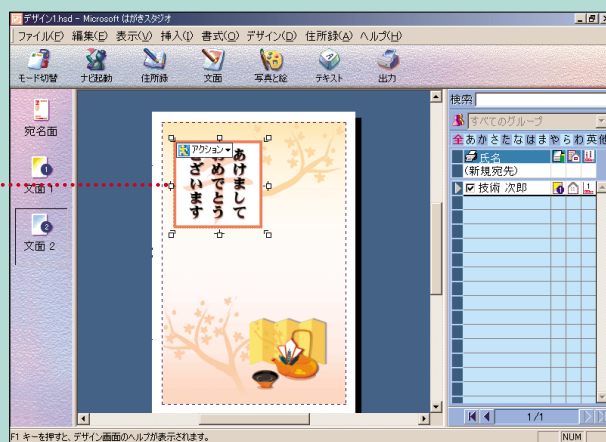 デザイン1.hsd - Microsoft はがきスタジオ
ファイル(F) 編集(E) 表示(V) 挿入(I) 書式(O) デザイン(D) 住所録(A) ヘルプ(H)
モード切替 ナビ起動 住所録 文面 写真と絵 テキスト 出力
宛名面
1
文面 1
2
文面 2
アクション
あけまして
おめでとう
ございます
検索
すべてのグループ
全あかさたなはまやらわ英他
氏名
(新規宛先)
技術 次郎
1/1
F1 キーを押すと、デザイン画面のヘルプが表示されます。
NUM